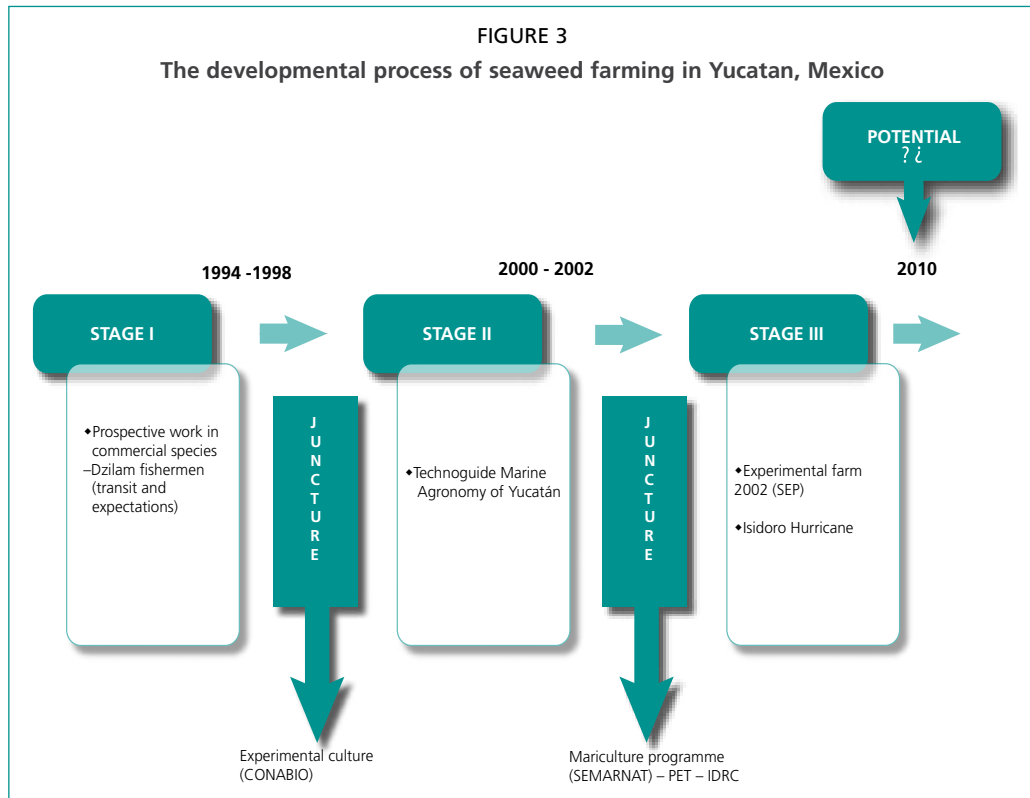 FIGURE 3
The developmental process of seaweed farming in Yucatan, Mexico
POTENTIAL
?¿
1994 -1998
2000 - 2002
2010
STAGE I
STAGE II
STAGE III
◆Prospective work in
commercial species
–Dzilam fishermen
(transit and
expectations)
JUNCTURE
◆Technoguide Marine
Agronomy of Yucatán
JUNCTURE
◆Experimental farm
2002 (SEP)
◆Isidoro Hurricane
Experimental culture
(CONABIO)
Mariculture programme
(SEMARNAT) – PET – IDRC